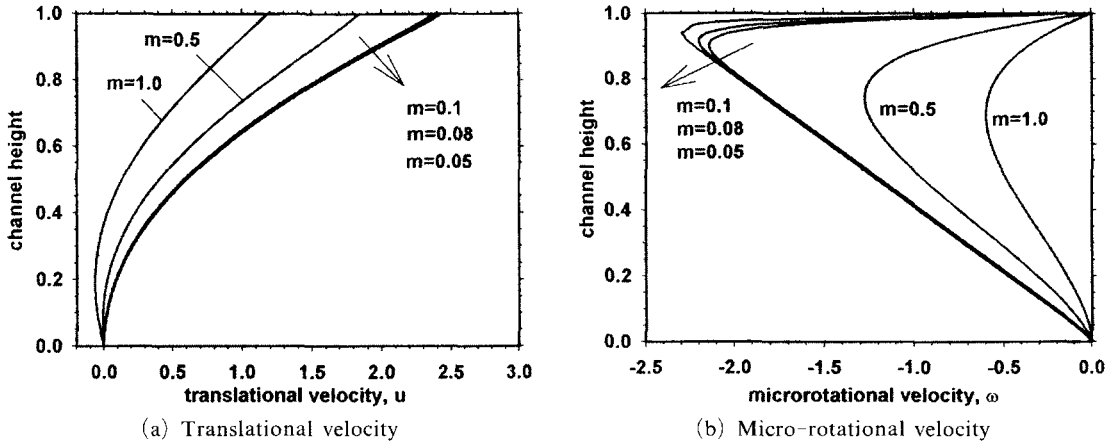 1.0
0.8
0.6
0.4
0.2
0.0
channel height
m=0.5
m=1.0
m=0.1
m=0.08
m=0.05
0.0 0.5 1.0 1.5 2.0 2.5 3.0
translational velocity, u
(a) Translational velocity
1.0
0.8
0.6
0.4
0.2
0.0
channel height
m=0.1
m=0.08
m=0.05
m=0.5
m=1.0
-2.5 -2.0 -1.5 -1.0 -0.5 0.0
microrotational velocity, ω
(b) Micro-rotational velocity